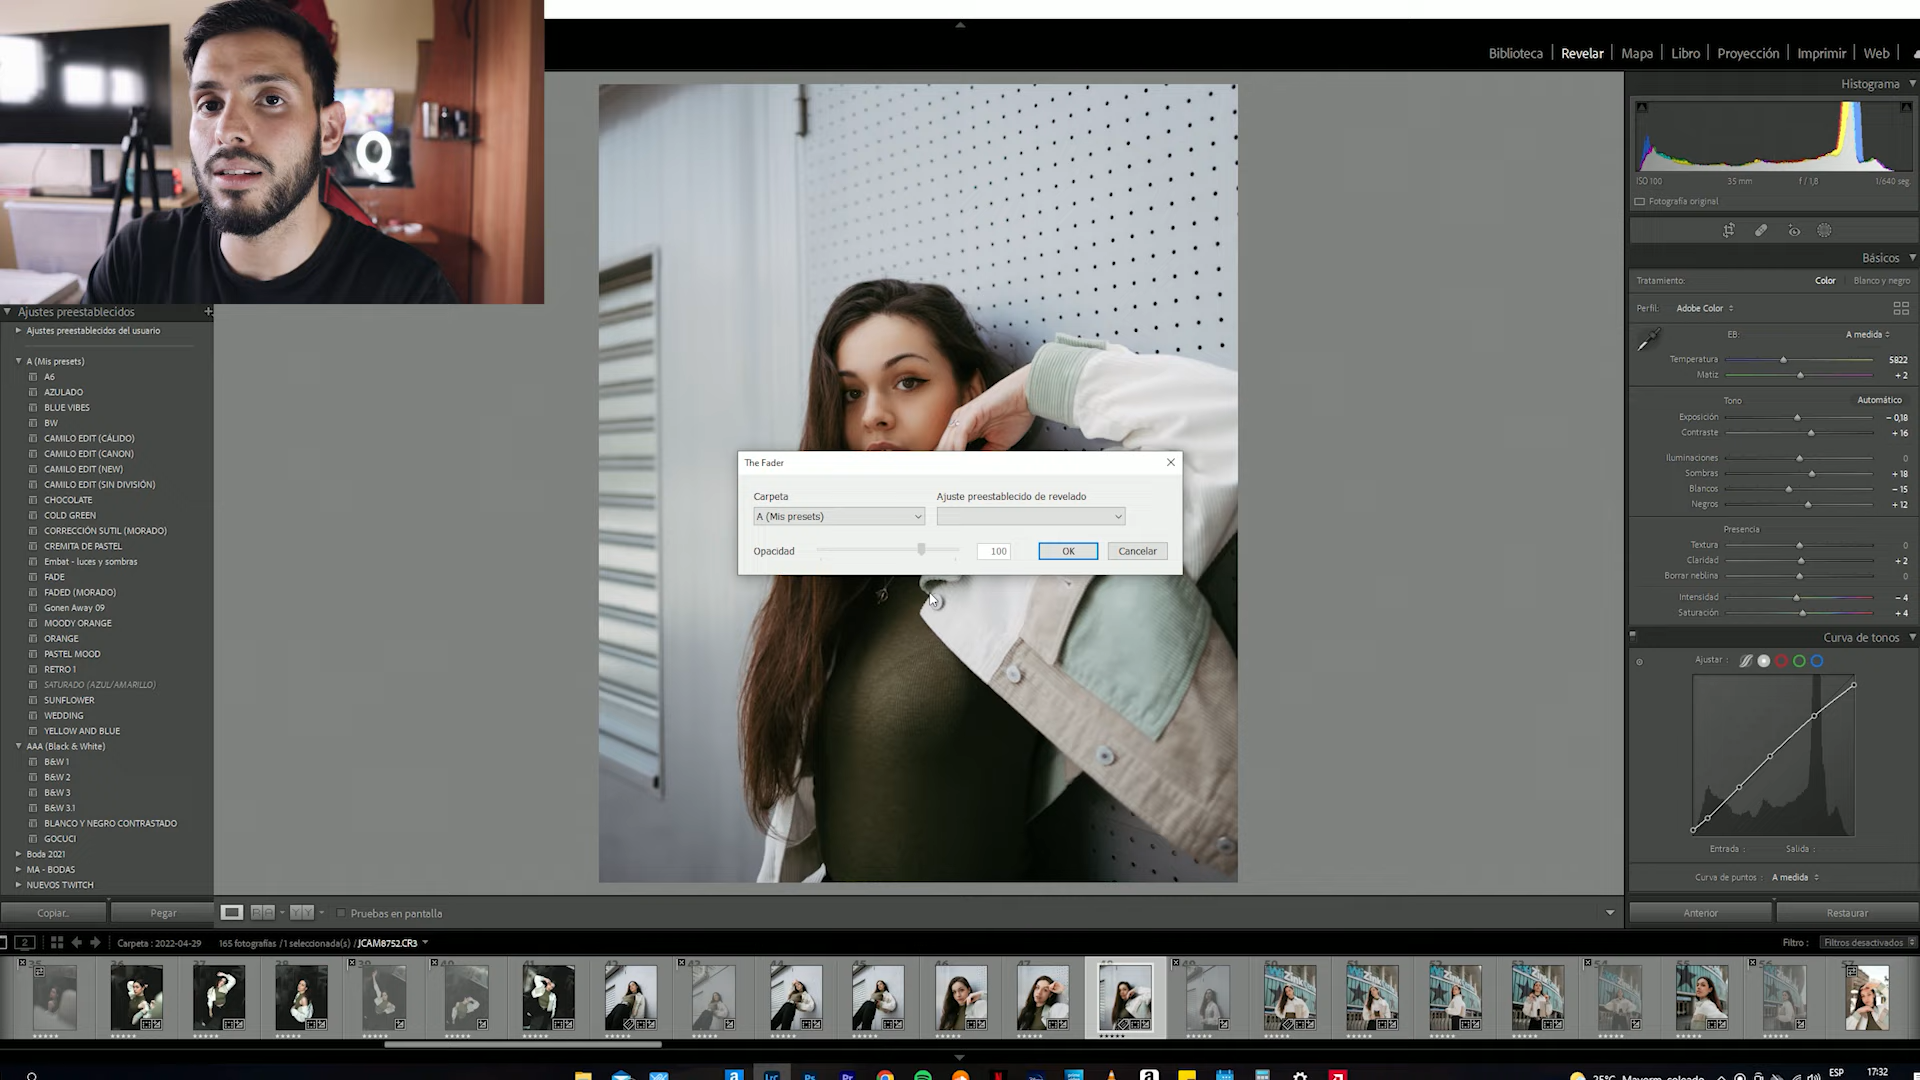 Biblioteca | Revelar | Mapa | Libro | Proyección | Imprimir | Web |
Histograma
ISO 100 35 mm f / 1,8 1/640 seg.
Fotografía original
Básicos
Tratamiento: Color Blanco y negro
Perfil: Adobe Color
EB: A medida
Temperatura 5822
Matiz + 2
Tono Automático
Exposición – 0,18
Contraste + 16
Iluminaciones 0
Sombras + 18
Blancos – 15
Negros + 12
Presencia
Textura 0
Claridad + 2
Borrar neblina 0
Intensidad – 4
Saturación + 4
Curva de tonos
Ajustar :
Entrada : Salida :
Curva de puntos : A medida
Anterior Restaurar
Q
Ajustes preestablecidos +
Ajustes preestablecidos del usuario
A (Mis presets)
A6
AZULADO
BLUE VIBES
BW
CAMILO EDIT (CÁLIDO)
CAMILO EDIT (CANON)
CAMILO EDIT (NEW)
CAMILO EDIT (SIN DIVISIÓN)
CHOCOLATE
COLD GREEN
CORRECCIÓN SUTIL (MORADO)
CREMITA DE PASTEL
Embat - luces y sombras
FADE
FADED (MORADO)
Gonen Away 09
MOODY ORANGE
ORANGE
PASTEL MOOD
RETRO 1
SATURADO (AZUL/AMARILLO)
SUNFLOWER
WEDDING
YELLOW AND BLUE
AAA (Black & White)
B&W 1
B&W 2
B&W 3
B&W 3.1
BLANCO Y NEGRO CONTRASTADO
GOCUCI
Boda 2021
MA - BODAS
NUEVOS TWITCH
Copiar... Pegar
The Fader
Carpeta Ajuste preestablecido de revelado
A (Mis presets)
Opacidad 100 OK Cancelar
Pruebas en pantalla
2 Carpeta : 2022-04-29 165 fotografías / 1 seleccionada(s) / JCAM8752.CR3
Filtro : Filtros desactivados
ESP 17:32